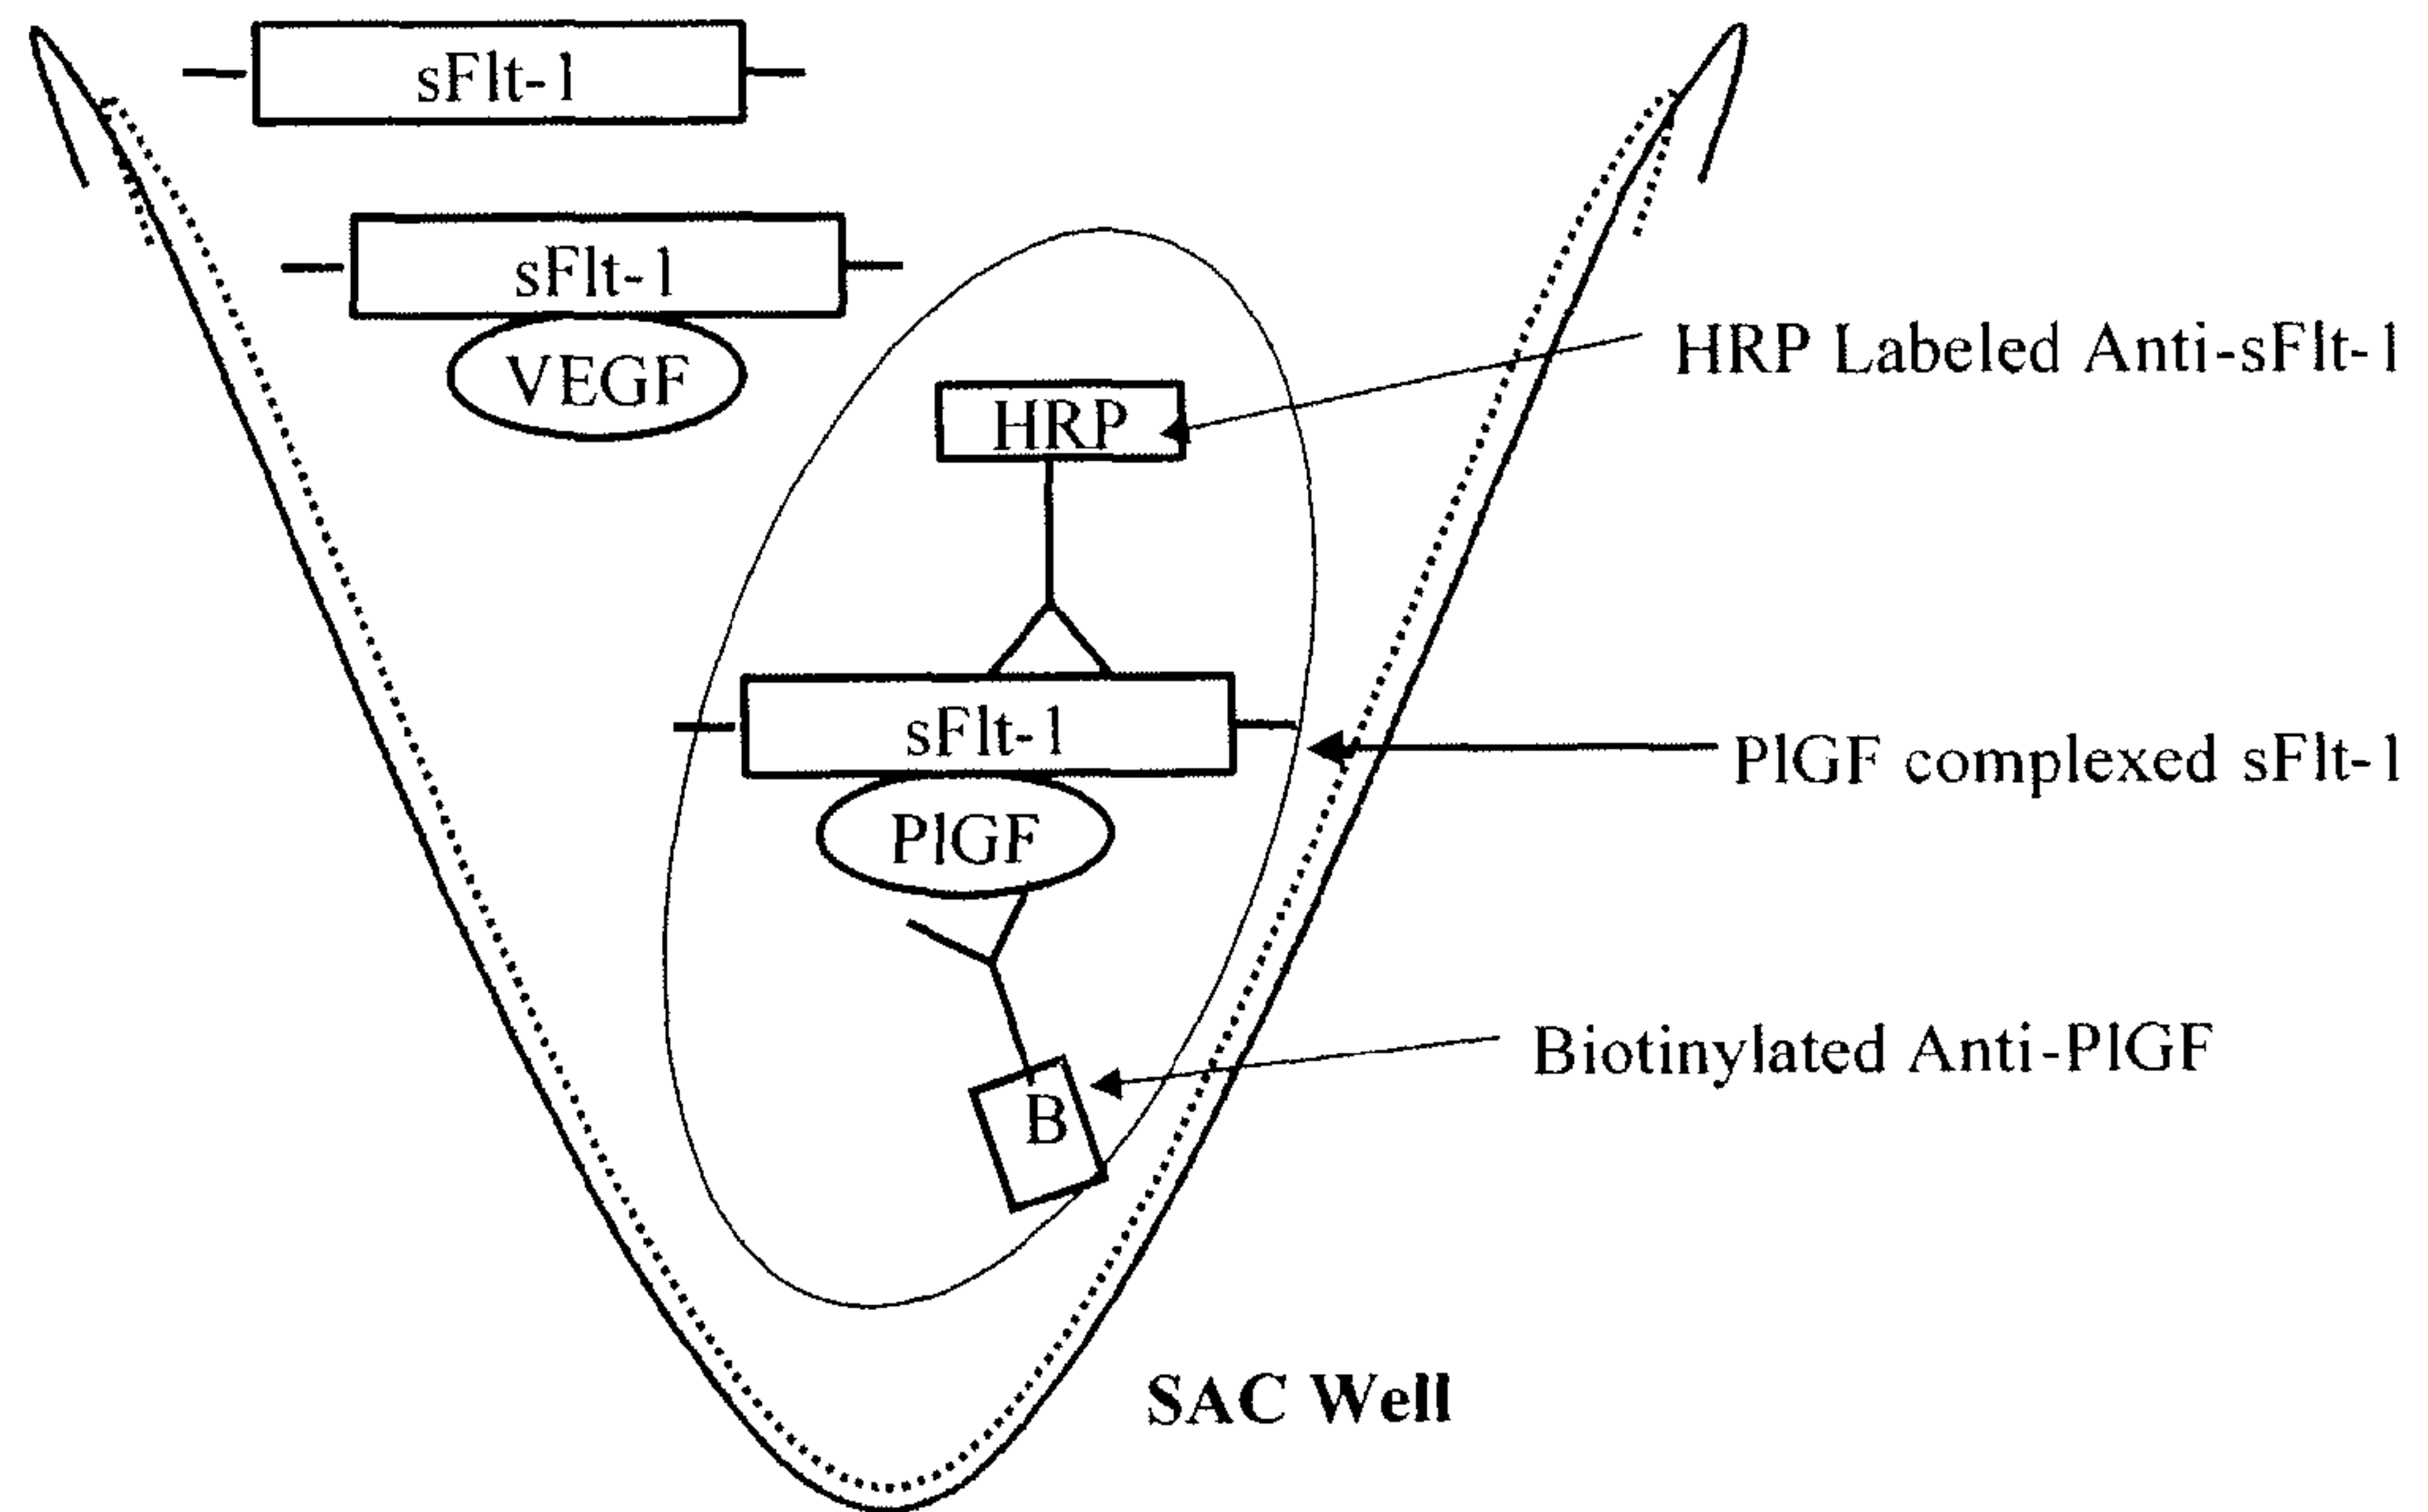 sFlt-1
sFlt-1
VEGF
HRP Labeled Anti-sFlt-1
HRP
sFlt-1
PlGF complexed sFlt-1
PlGF
Biotinylated Anti-PlGF
B
SAC Well